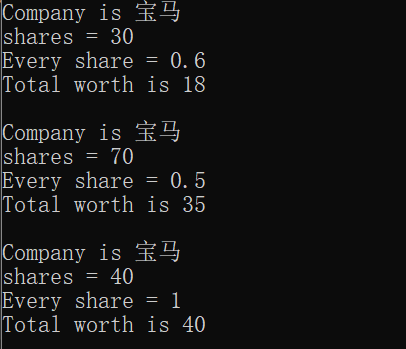 Company is 宝马
shares = 30
Every share = 0.6
Total worth is 18
Company is 宝马
shares = 70
Every share = 0.5
Total worth is 35
Company is 宝马
shares = 40
Every share = 1
Total worth is 40